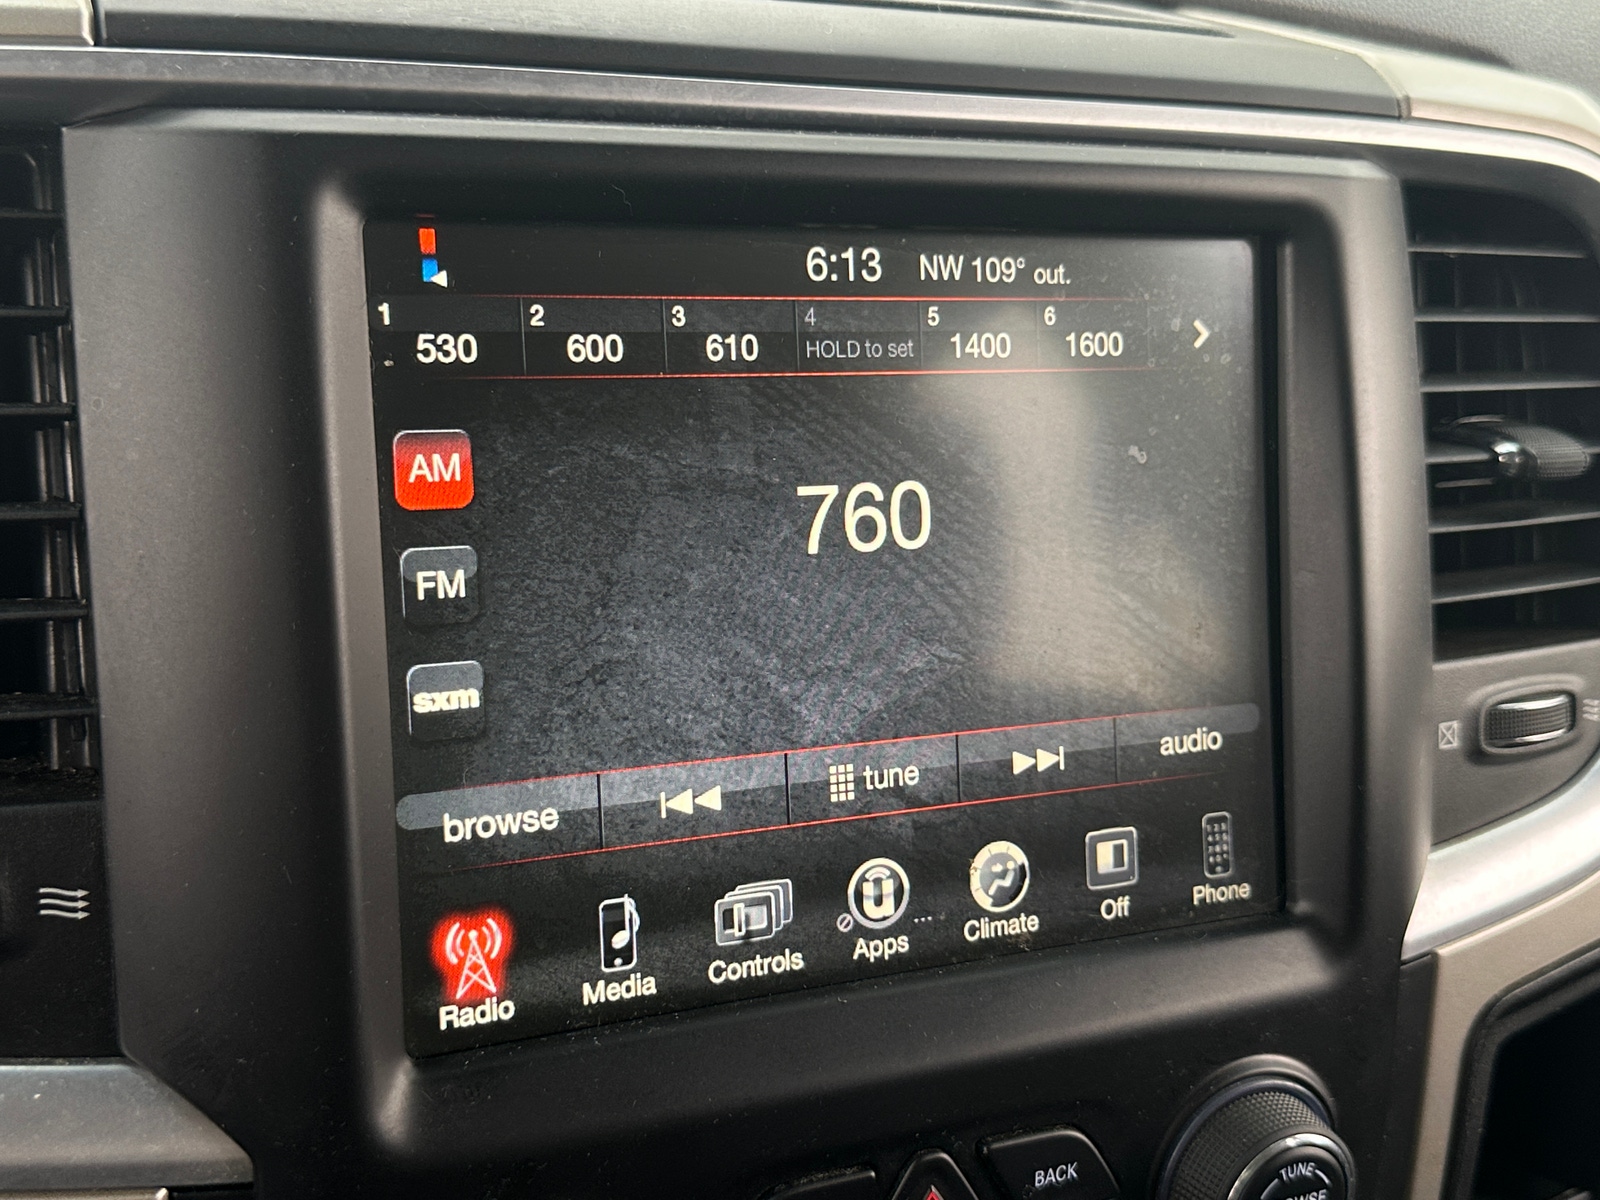 6:13 NW 109° out.
1 2 3 4 5 6
530 600 610 HOLD to set 1400 1600
AM
760
FM
sxm
browse tune audio
Radio Media Controls Apps Climate Off Phone
BACK
TUNE